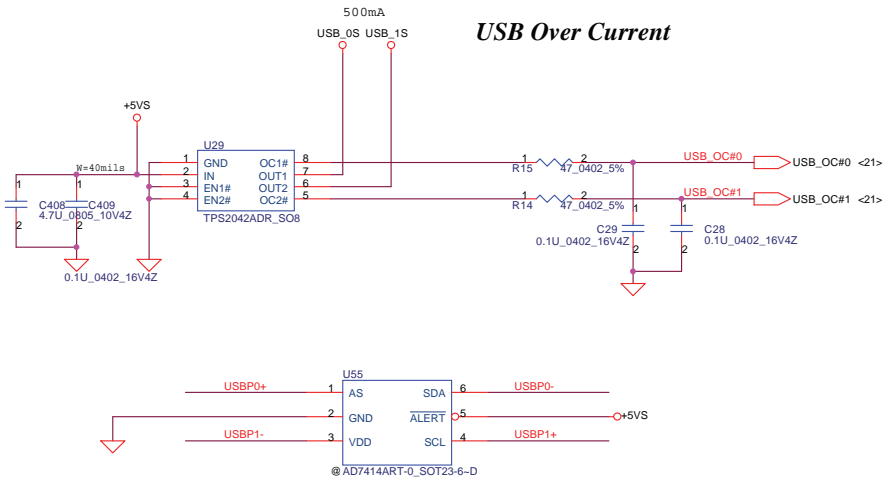 500mA
USB_0S USB_1S
USB Over Current
+5VS
U29
W=40mils
1 GND OC1# 8
2 IN OUT1 7
3 EN1# OUT2 6
4 EN2# OC2# 5
TPS2042ADR_SO8
1 2
R15 47_0402_5%
USB_OC#0
USB_OC#0 <21>
1 2
R14 47_0402_5%
USB_OC#1
USB_OC#1 <21>
1 1
C408 C409
4.7U_0805_10V4Z
2 2
0.1U_0402_16V4Z
1 1
C29 C28
0.1U_0402_16V4Z 0.1U_0402_16V4Z
2 2
U55
USBP0+ 1 AS SDA 6 USBP0-
2 GND ALERT 5 +5VS
USBP1- 3 VDD SCL 4 USBP1+
@ AD7414ART-0_SOT23-6~D